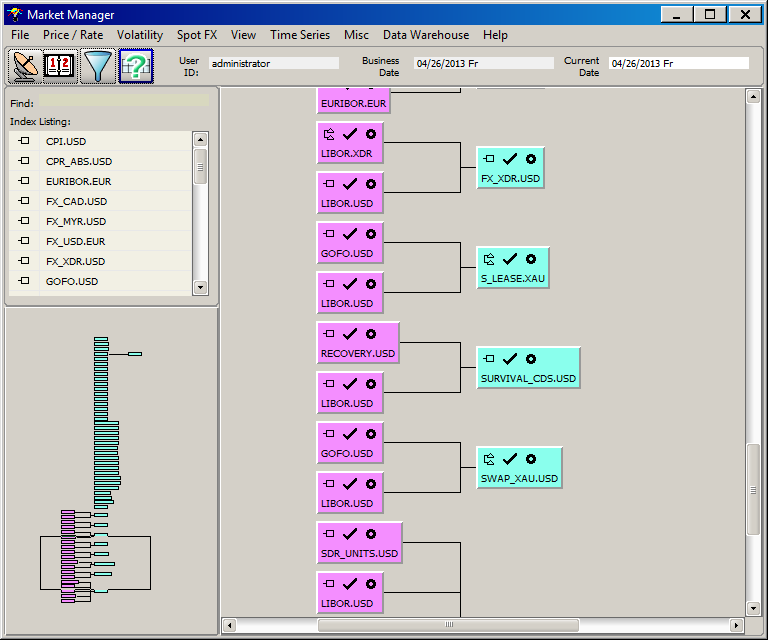 Market Manager
File Price / Rate Volatility Spot FX View Time Series Misc Data Warehouse Help
User ID: administrator Business Date 04/26/2013 Fr Current Date 04/26/2013 Fr
Find:
Index Listing:
CPI.USD
CPR_ABS.USD
EURIBOR.EUR
FX_CAD.USD
FX_MYR.USD
FX_USD.EUR
FX_XDR.USD
GOFO.USD
EURIBOR.EUR
LIBOR.XDR
FX_XDR.USD
LIBOR.USD
GOFO.USD
S_LEASE.XAU
LIBOR.USD
RECOVERY.USD
SURVIVAL_CDS.USD
LIBOR.USD
GOFO.USD
SWAP_XAU.USD
LIBOR.USD
SDR_UNITS.USD
LIBOR.USD